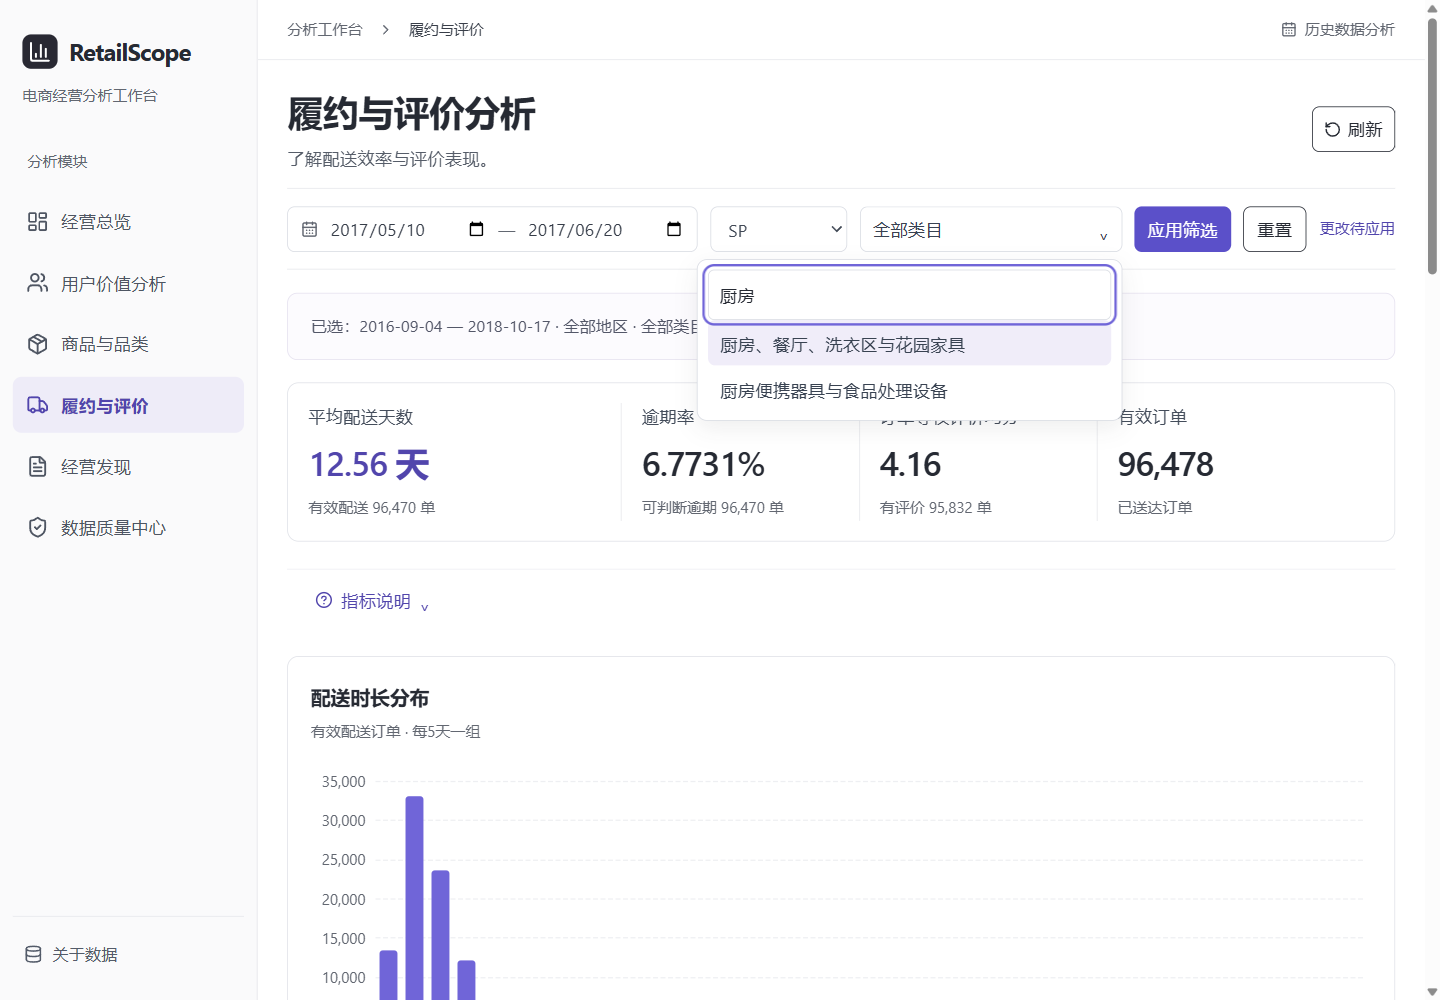 RetailScope
电商经营分析工作台
分析模块
经营总览
用户价值分析
商品与品类
履约与评价
经营发现
数据质量中心
关于数据
分析工作台 > 履约与评价
历史数据分析
履约与评价分析
了解配送效率与评价表现。
刷新
2017/05/10 — 2017/06/20
SP
全部类目
应用筛选
重置
更改待应用
厨房
厨房、餐厅、洗衣区与花园家具
厨房便携器具与食品处理设备
已选：2016-09-04 — 2018-10-17 · 全部地区 · 全部类目
平均配送天数
12.56 天
有效配送 96,470 单
逾期率
6.7731%
可判断逾期 96,470 单
4.16
有评价 95,832 单
有效订单
96,478
已送达订单
指标说明
配送时长分布
有效配送订单 · 每5天一组
35,000
30,000
25,000
20,000
15,000
10,000